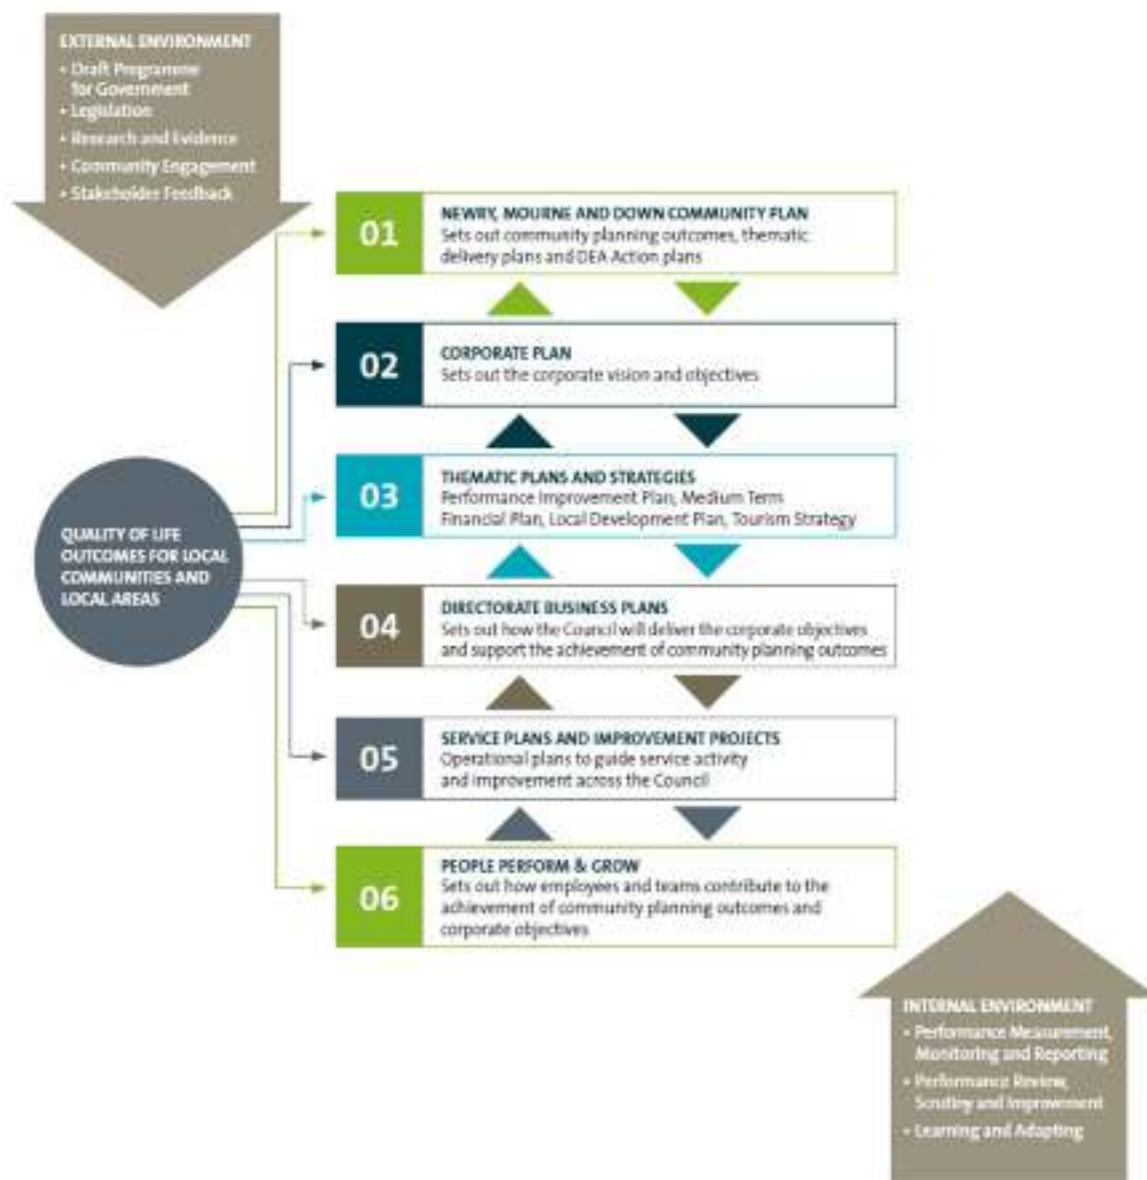 EXTERNAL ENVIRONMENT
• Draft Programme
for Government
• Legislation
• Research and Evidence
• Community Engagement
• Stakeholder Feedback
01
NEWRY, MOURNE AND DOWN COMMUNITY PLAN
Sets out community planning outcomes, thematic
delivery plans and DEA Action plans
02
CORPORATE PLAN
Sets out the corporate vision and objectives
03
THEMATIC PLANS AND STRATEGIES
Performance Improvement Plan, Medium Term
Financial Plan, Local Development Plan, Tourism Strategy
QUALITY OF LIFE
OUTCOMES FOR LOCAL
COMMUNITIES AND
LOCAL AREAS
04
DIRECTORATE BUSINESS PLANS
Sets out how the Council will deliver the corporate objectives
and support the achievement of community planning outcomes
05
SERVICE PLANS AND IMPROVEMENT PROJECTS
Operational plans to guide service activity
and improvement across the Council
06
PEOPLE PERFORM & GROW
Sets out how employees and teams contribute to the
achievement of community planning outcomes and
corporate objectives
INTERNAL ENVIRONMENT
• Performance Measurement,
Monitoring and Reporting
• Performance Review,
Scrutiny and Improvement
• Learning and Adapting